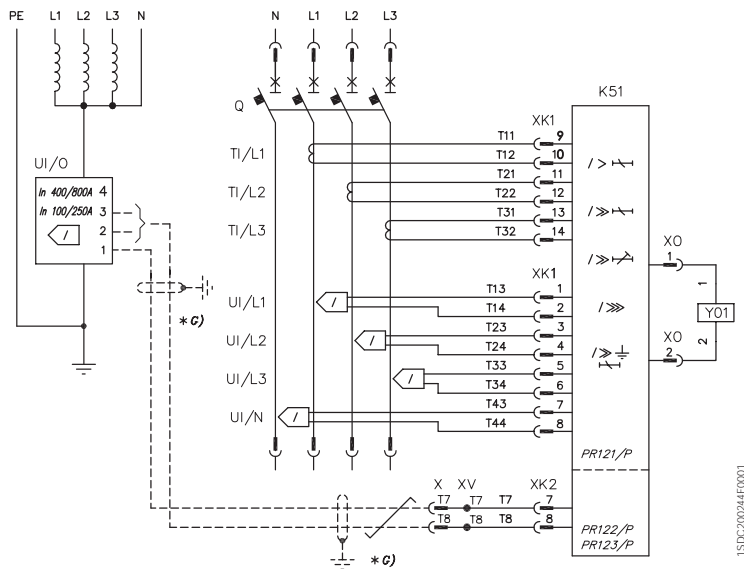 PE L1 L2 L3 N
N L1 L2 L3
Q
K51
XK1
T11 9
T12 10
TI/L1
T21 11
T22 12
TI/L2
T31 13
T32 14
TI/L3
UI/O
In 400/800A 4
In 100/250A 3
2
1
/
/>
/≫
/≫
/⋙
/≫
XO
1
1
YO1
2
XO
2
XK1
T13 1
T14 2
UI/L1 /
T23 3
T24 4
UI/L2 /
T33 5
T34 6
UI/L3 /
T43 7
T44 8
UI/N /
*G)
PR121/P
X XV XK2
T7 T7 T7 7
T8 T8 T8 8
PR122/P
PR123/P
*G)
1SDC200244F0001